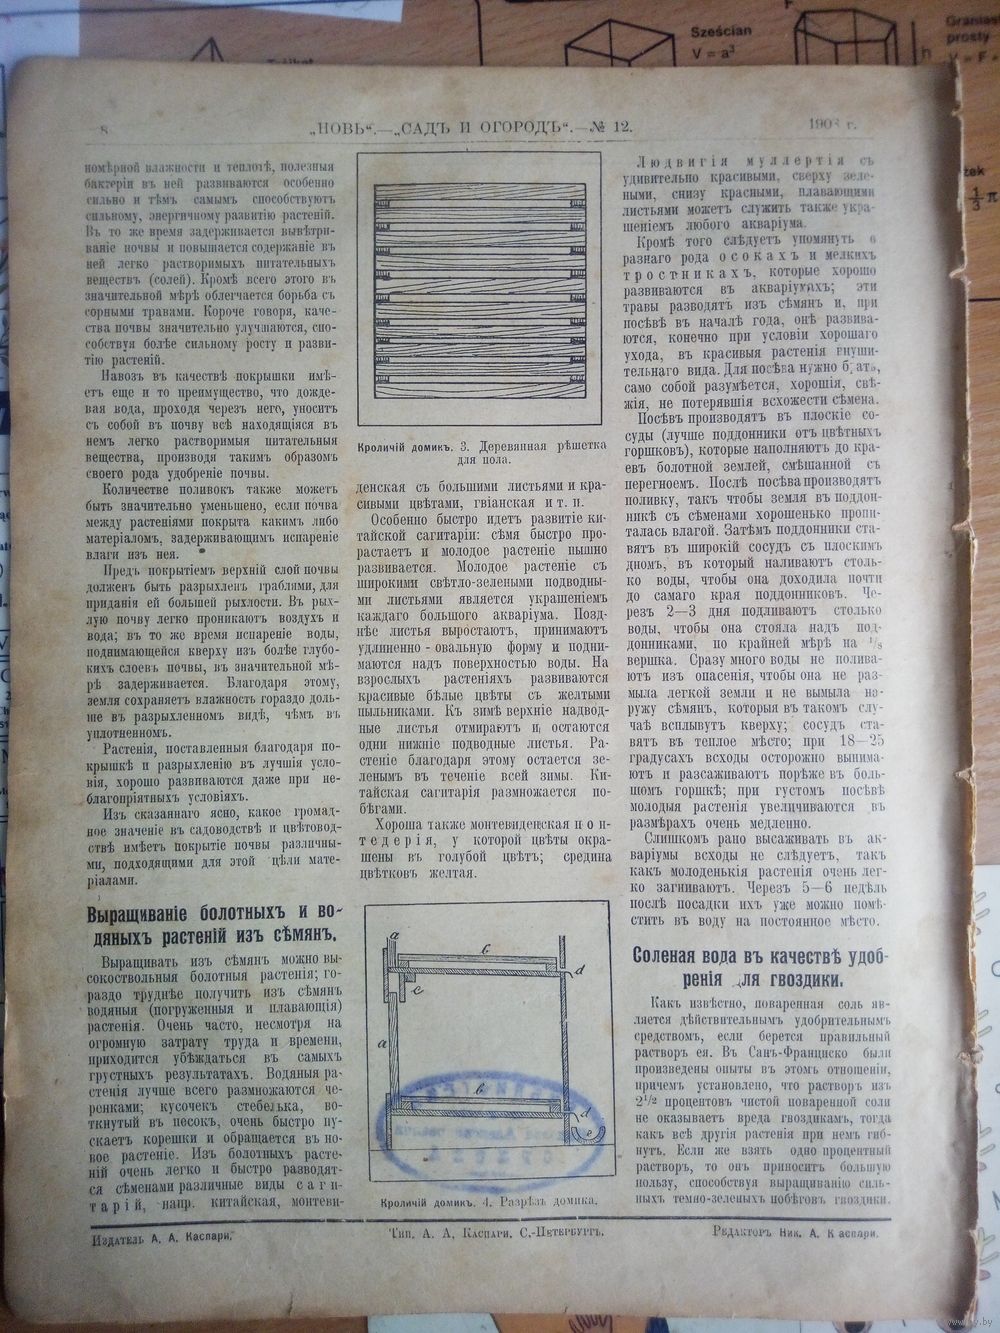 8
„НОВЬ“.—„САДЪ И ОГОРОДЪ“.—№ 12.
1908 г.
номѣрной влажности и теплотѣ, полезныя
бактеріи въ ней развиваются особенно
сильно и тѣмъ самымъ способствуютъ
сильному, энергичному развитію растеній.
Въ то же время задерживается вывѣтри-
ваніе почвы и повышается содержаніе въ
ней легко растворимыхъ питательныхъ
веществъ (солей). Кромѣ всего этого въ
значительной мѣрѣ облегчается борьба съ
сорными травами. Короче говоря, каче-
ства почвы значительно улучшаются, спо-
собствуя болѣе сильному росту и разви-
тію растеній.
Навозъ въ качествѣ покрышки имѣ-
етъ еще и то преимущество, что дожде-
вая вода, проходя черезъ него, уноситъ
съ собой въ почву всѣ находящіяся въ
немъ легко растворимыя питательныя
вещества, производя такимъ образомъ
своего рода удобреніе почвы.
Количество поливокъ также можетъ
быть значительно уменьшено, если почва
между растеніями покрыта какимъ либо
матеріаломъ, задерживающимъ испареніе
влаги изъ нея.
Предъ покрытіемъ верхній слой почвы
долженъ быть разрыхленъ граблями, для
приданія ей большей рыхлости. Въ рых-
лую почву легко проникаютъ воздухъ и
вода; въ то же время испареніе воды,
поднимающейся кверху изъ болѣе глубо-
кихъ слоевъ почвы, въ значительной мѣ-
рѣ задерживается. Благодаря этому,
земля сохраняетъ влажность гораздо доль-
ше въ разрыхленномъ видѣ, чѣмъ въ
уплотненномъ.
Растенія, поставленныя благодаря по-
крышкѣ и разрыхленію въ лучшія усло-
вія, хорошо развиваются даже при не-
благопріятныхъ условіяхъ.
Изъ сказаннаго ясно, какое громад-
ное значеніе въ садоводствѣ и цвѣтовод-
ствѣ имѣетъ покрытіе почвы различны-
ми, подходящими для этой цѣли мате-
ріалами.
Выращиваніе болотныхъ и во-
дяныхъ растеній изъ сѣмянъ.
Выращивать изъ сѣмянъ можно вы-
сокоствольныя болотныя растенія; го-
раздо труднѣе получить изъ сѣмянъ
водяныя (погруженныя и плавающія)
растенія. Очень часто, несмотря на
огромную затрату труда и времени,
приходится убѣждаться въ самыхъ
грустныхъ результатахъ. Водяныя ра-
стенія лучше всего размножаются че-
ренками; кусочекъ стебелька, во-
ткнутый въ песокъ, очень быстро пу-
скаетъ корешки и обращается въ но-
вое растеніе. Изъ болотныхъ расте-
ній очень легко и быстро разводят-
ся сѣменами различные виды саги-
тарій, напр. китайская, монтеви-
Кроличій домикъ. 3. Деревянная рѣшетка
для пола.
денская съ большими листьями и кра-
сивыми цвѣтами, гвіанская и т. п.
Особенно быстро идетъ развитіе ки-
тайской сагитаріи: сѣмя быстро про-
растаетъ и молодое растеніе пышно
развивается. Молодое растеніе съ
широкими свѣтло-зелеными подводны-
ми листьями является украшеніемъ
каждаго большого акваріума. Позд-
нѣе листья выростаютъ, принимаютъ
удлиненно-овальную форму и подни-
маются надъ поверхностью воды. На
взрослыхъ растеніяхъ развиваются
красивые бѣлые цвѣты съ желтыми
пыльниками. Къ зимѣ верхніе надвод-
ные листья отмираютъ и остаются
одни нижніе подводные листья. Ра-
стеніе благодаря этому остается зе-
ленымъ въ теченіе всей зимы. Ки-
тайская сагитарія размножается по-
бѣгами.
Хороша также монтевиденская пон-
тедерія, у которой цвѣты окра-
шены въ голубой цвѣтъ; средина
цвѣтковъ желтая.
a
b
d
c
a
b
d
e
Кроличій домикъ. 4. Разрѣзъ домика.
Людвигія муллертія съ
удивительно красивыми, сверху зеле-
ными, снизу красными, плавающими
листьями можетъ служить также укра-
шеніемъ любого акваріума.
Кромѣ того слѣдуетъ упомянуть о
разнаго рода осокахъ и мелкихъ
тростникахъ, которые хорошо
развиваются въ акваріумахъ; эти
травы разводятъ изъ сѣмянъ и, при
посѣвѣ въ началѣ года, онѣ развива-
ются, конечно при условіи хорошаго
ухода, въ красивыя растенія внуши-
тельнаго вида. Для посѣва нужно брать,
само собой разумѣется, хорошія, свѣ-
жія, не потерявшія всхожести сѣмена.
Посѣвъ производятъ въ плоскіе со-
суды (лучше поддонники отъ цвѣтныхъ
горшковъ), которые наполняютъ до кра-
евъ болотной землей, смѣшанной съ
перегноемъ. Послѣ посѣва производятъ
поливку, такъ чтобы земля въ поддон-
никѣ съ сѣменами хорошенько пропи-
талась влагой. Затѣмъ поддонники ста-
вятъ въ широкій сосудъ съ плоскимъ
дномъ, въ который наливаютъ столь-
ко воды, чтобы она доходила почти
до самаго края поддонниковъ. Че-
резъ 2—3 дня подливаютъ столько
воды, чтобы она стояла надъ под-
донниками, по крайней мѣрѣ на ¹/₈
вершка. Сразу много воды не полива-
ютъ изъ опасенія, чтобы она не раз-
мыла легкой земли и не вымыла на-
ружу сѣмянъ, которыя въ такомъ слу-
чаѣ всплывутъ кверху; сосудъ ста-
вятъ въ теплое мѣсто; при 18—25
градусахъ всходы осторожно вынима-
ютъ и разсаживаютъ порѣже въ боль-
шомъ горшкѣ; при густомъ посѣвѣ
молодыя растенія увеличиваются въ
размѣрахъ очень медленно.
Слишкомъ рано высаживать въ ак-
варіумы всходы не слѣдуетъ, такъ
какъ молоденькія растенія очень лег-
ко загниваютъ. Черезъ 5—6 недѣль
послѣ посадки ихъ уже можно помѣ-
стить въ воду на постоянное мѣсто.
Соленая вода въ качествѣ удоб-
ренія для гвоздики.
Какъ извѣстно, поваренная соль яв-
ляется дѣйствительнымъ удобрительнымъ
средствомъ, если берется правильный
растворъ ея. Въ Санъ-Франциско были
произведены опыты въ этомъ отношеніи,
причемъ установлено, что растворъ изъ
2¹/₂ процентовъ чистой поваренной соли
не оказываетъ вреда гвоздикамъ, тогда
какъ всѣ другія растенія при немъ гиб-
нутъ. Если же взять однопроцентный
растворъ, то онъ приноситъ большую
пользу, способствуя выращиванію силь-
ныхъ темно-зеленыхъ побѣговъ гвоздики.
Издатель А. А. Каспари.
Тип. А. А. Каспари, С.-Петербургъ.
Редакторъ Ник. А. Каспари.
Sześcian
V = a³